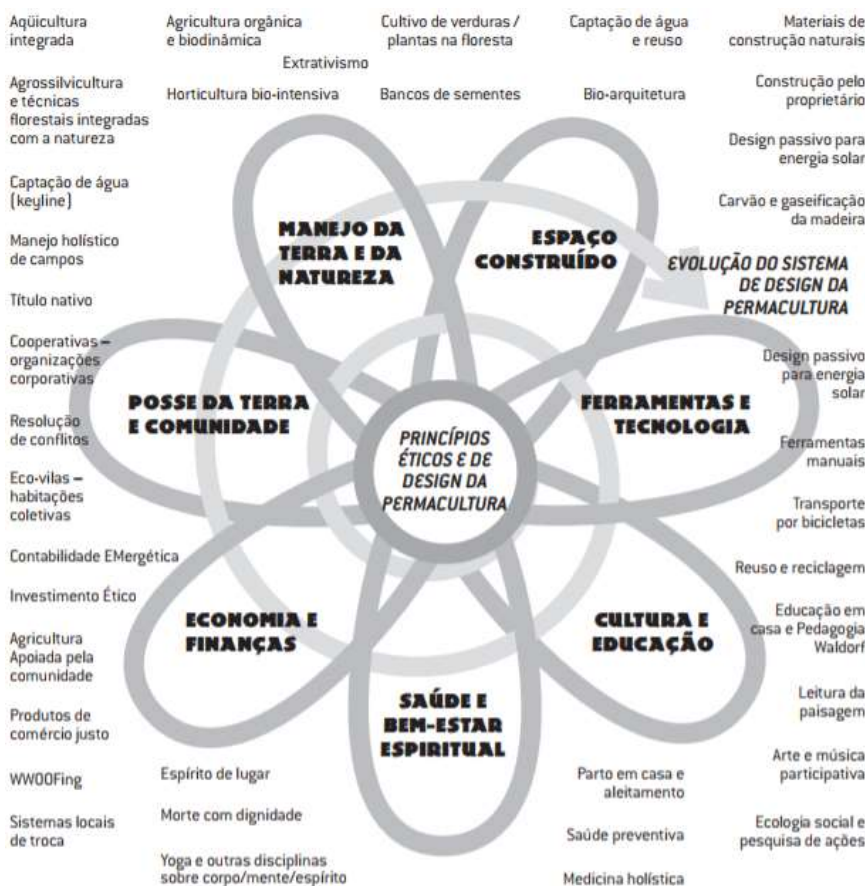 Aqüicultura
integrada
Agricultura orgânica
e biodinâmica
Extrativismo
Cultivo de verduras /
plantas na floresta
Captação de água
e reuso
Materiais de
construção naturais
Agrossilvicultura
e técnicas
florestais integradas
com a natureza
Horticultura bio-intensiva
Bancos de sementes
Bio-arquitetura
Construção pelo
proprietário
Design passivo para
energia solar
Captação de água
(keyline)
Carvão e gaseificação
da madeira
MANEJO DA
TERRA E DA
NATUREZA
ESPAÇO
CONSTRUÍDO
Manejo holístico
de campos
EVOLUÇÃO DO SISTEMA
DE DESIGN DA
PERMACULTURA
Título nativo
Cooperativas –
organizações
corporativas
Design passivo
para energia
solar
POSSE DA TERRA
E COMUNIDADE
FERRAMENTAS E
TECNOLOGIA
PRINCÍPIOS
ÉTICOS E DE
DESIGN DA
PERMACULTURA
Resolução
de conflitos
Ferramentas
manuais
Eco-vilas –
habitações
coletivas
Transporte
por bicicletas
Contabilidade EMergética
Reuso e reciclagem
Investimento Ético
ECONOMIA E
FINANÇAS
CULTURA E
EDUCAÇÃO
Educação em
casa e Pedagogia
Waldorf
Agricultura
Apoiada pela
comunidade
SAÚDE E
BEM-ESTAR
ESPIRITUAL
Leitura da
paisagem
Produtos de
comércio justo
Arte e música
participativa
WWOOFing
Espírito de lugar
Parto em casa e
aleitamento
Sistemas locais
de troca
Morte com dignidade
Saúde preventiva
Ecologia social e
pesquisa de ações
Yoga e outras disciplinas
sobre corpo/mente/espírito
Medicina holística